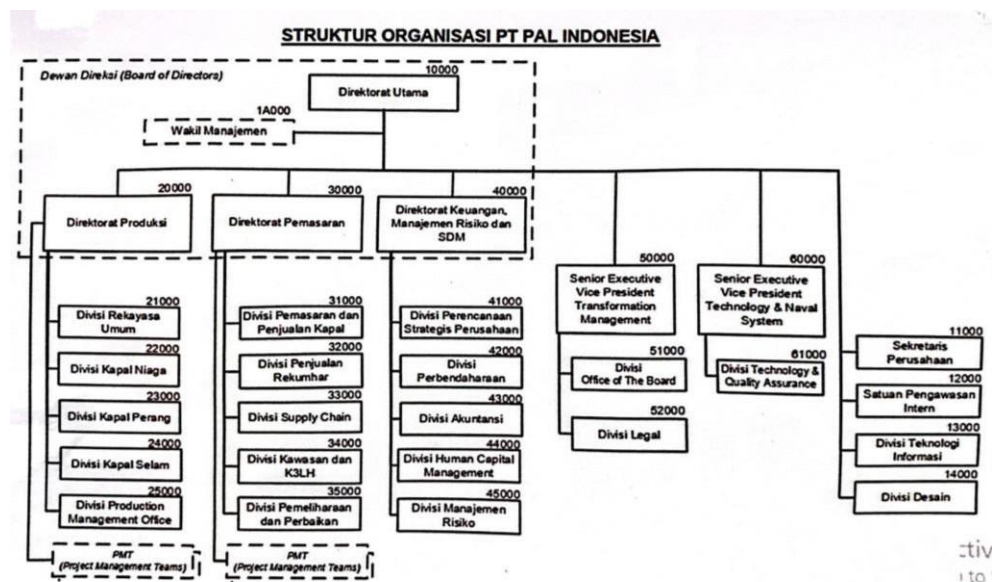 STRUKTUR ORGANISASI PT PAL INDONESIA
Dewan Direksi (Board of Directors)
10000
Direktorat Utama
1A000
Wakil Manajemen
20000
Direktorat Produksi
30000
Direktorat Pemasaran
40000
Direktorat Keuangan,
Manajemen Risiko dan
SDM
50000
Senior Executive
Vice President
Transformation
Management
60000
Senior Executive
Vice President
Technology & Naval
System
21000
Divisi Rekayasa
Umum
22000
Divisi Kapal Niaga
23000
Divisi Kapal Perang
24000
Divisi Kapal Selam
25000
Divisi Production
Management Office
PMT
(Project Management Teams)
31000
Divisi Pemasaran dan
Penjualan Kapal
32000
Divisi Penjualan
Rekumhar
33000
Divisi Supply Chain
34000
Divisi Kawasan dan
K3LH
35000
Divisi Pemeliharaan
dan Perbaikan
PMT
(Project Management Teams)
41000
Divisi Perencanaan
Strategis Perusahaan
42000
Divisi
Perbendaharaan
43000
Divisi Akuntansi
44000
Divisi Human Capital
Management
45000
Divisi Manajemen
Risiko
51000
Divisi
Office of The Board
52000
Divisi Legal
61000
Divisi Technology &
Quality Assurance
11000
Sekretaris
Perusahaan
12000
Satuan Pengawasan
Intern
13000
Divisi Teknologi
Informasi
14000
Divisi Desain